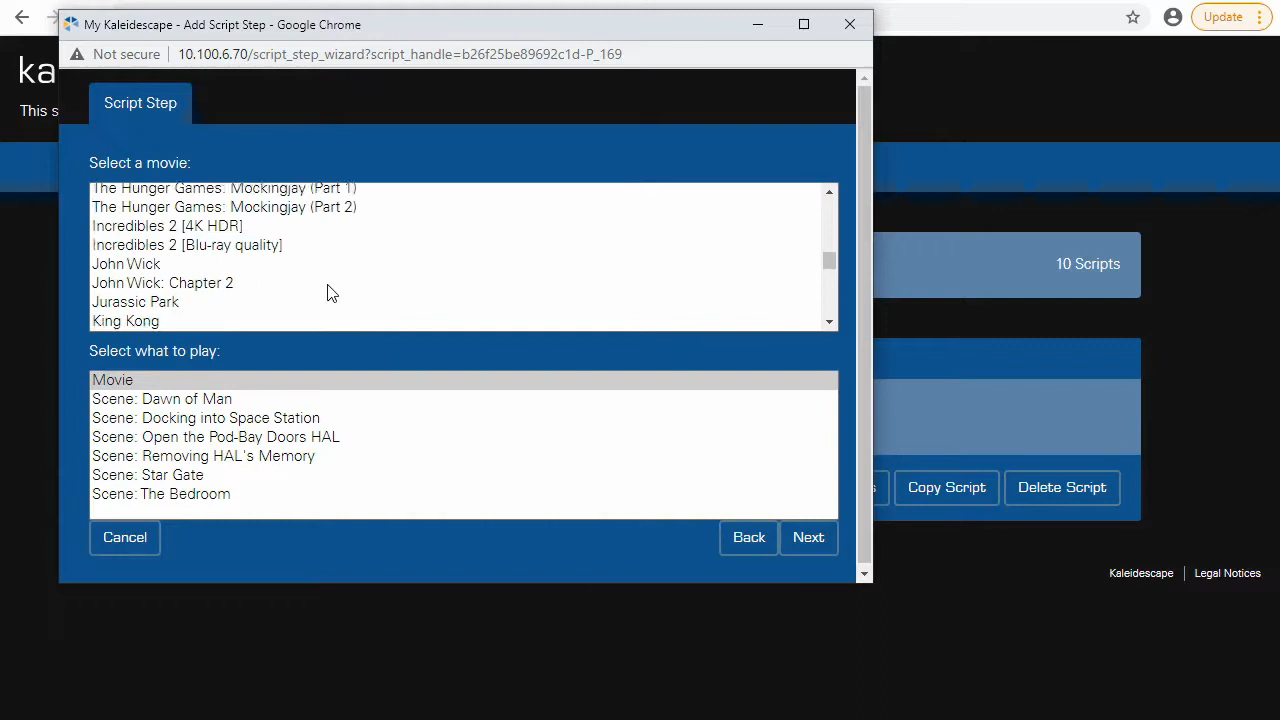 My Kaleidescape - Add Script Step - Google Chrome
Update
Not secure
10.100.6.70/script_step_wizard?script_handle=b26f25be89692c1d-P_169
ka
This s
Script Step
Select a movie:
The Hunger Games: Mockingjay (Part 1)
The Hunger Games: Mockingjay (Part 2)
Incredibles 2 [4K HDR]
Incredibles 2 [Blu-ray quality]
John Wick
John Wick: Chapter 2
Jurassic Park
King Kong
10 Scripts
Select what to play:
Movie
Scene: Dawn of Man
Scene: Docking into Space Station
Scene: Open the Pod-Bay Doors HAL
Scene: Removing HAL's Memory
Scene: Star Gate
Scene: The Bedroom
s
Copy Script
Delete Script
Cancel
Back
Next
Kaleidescape
Legal Notices